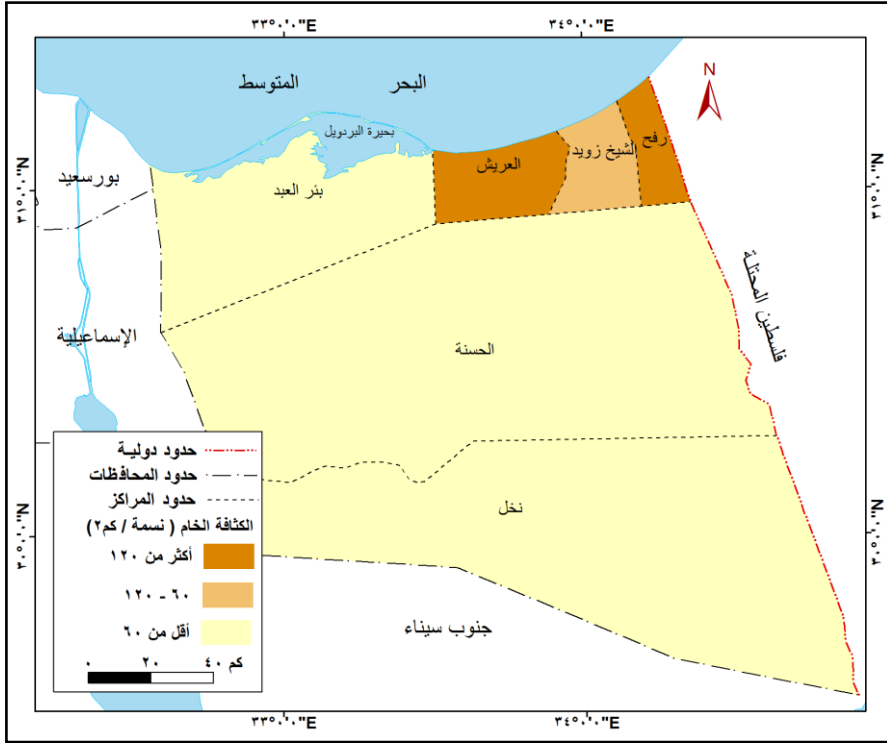 ٣٣°٠'٠"E
٣٤°٠'٠"E
N
البحر المتوسط
بحيرة البردويل
رفح
الشيخ زويد
العريش
بئر العبد
بورسعيد
٣١°٠'٠"N
٣١°٠'٠"N
فلسطين المحتلة
الإسماعيلية
الحسنة
نخل
جنوب سيناء
حدود دولية
حدود المحافظات
حدود المراكز
الكثافة الخام ( نسمة / كم٢)
أكثر من ١٢٠
٦٠ - ١٢٠
أقل من ٦٠
٠ ٢٠ ٤٠ كم
٣٠°٠'٠"N
٣٠°٠'٠"N
٣٣°٠'٠"E
٣٤°٠'٠"E